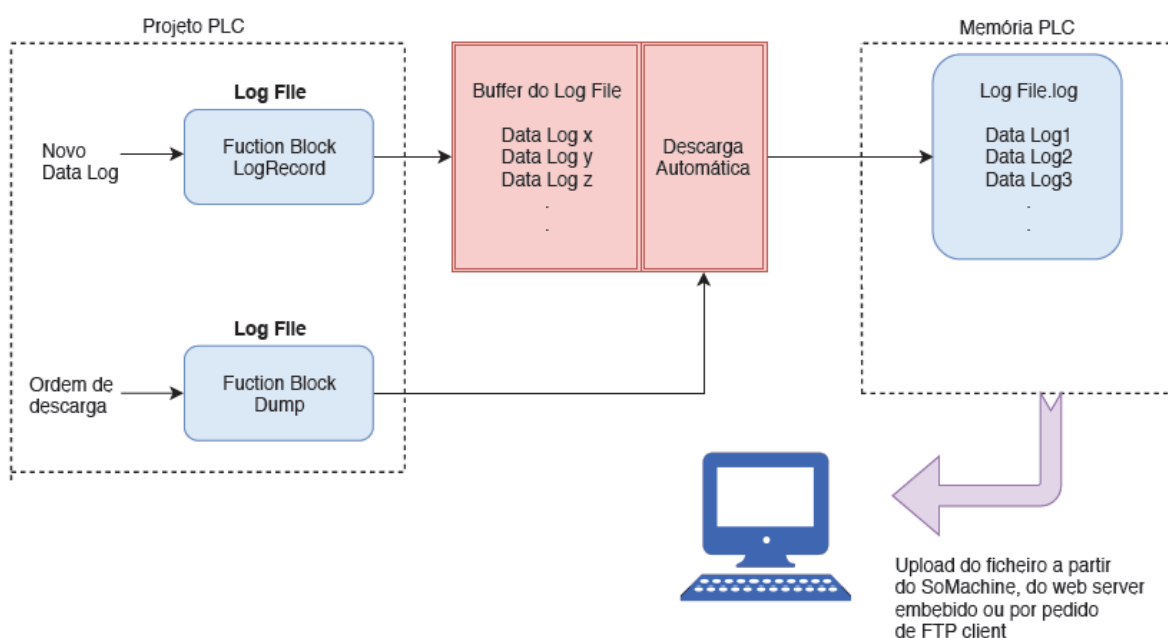 Projeto PLC
Log File
Novo
Data Log
Fuction Block
LogRecord
Log File
Ordem de
descarga
Fuction Block
Dump
Buffer do Log File
Data Log x
Data Log y
Data Log z
.
.
Descarga
Automática
Memória PLC
Log File.log
Data Log1
Data Log2
Data Log3
.
.
Upload do ficheiro a partir
do SoMachine, do web server
embebido ou por pedido
de FTP client